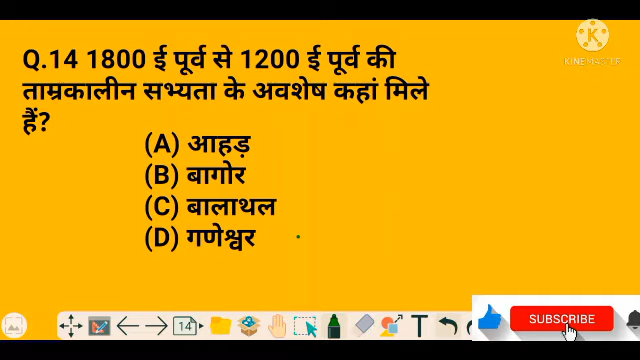 KINEMASTER
Q.14 1800 ई पूर्व से 1200 ई पूर्व की
ताम्रकालीन सभ्यता के अवशेष कहां मिले
हैं?
(A) आहड़
(B) बागोर
(C) बालाथल
(D) गणेश्वर
14
T
SUBSCRIBE